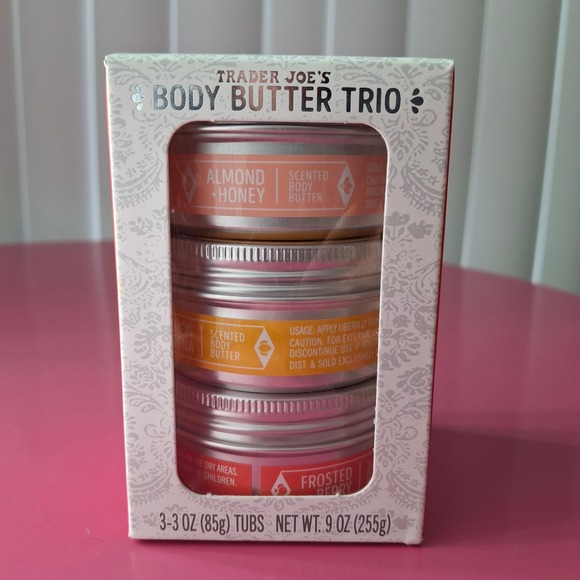 TRADER JOE'S
BODY BUTTER TRIO
ALMOND
+HONEY
SCENTED
BODY
BUTTER
DIST. &
SCENTED
BODY
BUTTER
USAGE APPLY LIBERALLY TO
CAUTION. FOR EXTERNAL
DISCONTINUE USE IF
DIST. & SOLD EXCLUSIVELY
DRY AREAS.
CHILDREN.
FROSTED
BERRY
3-3 OZ (85g) TUBS NET WT. 9 OZ (255g)